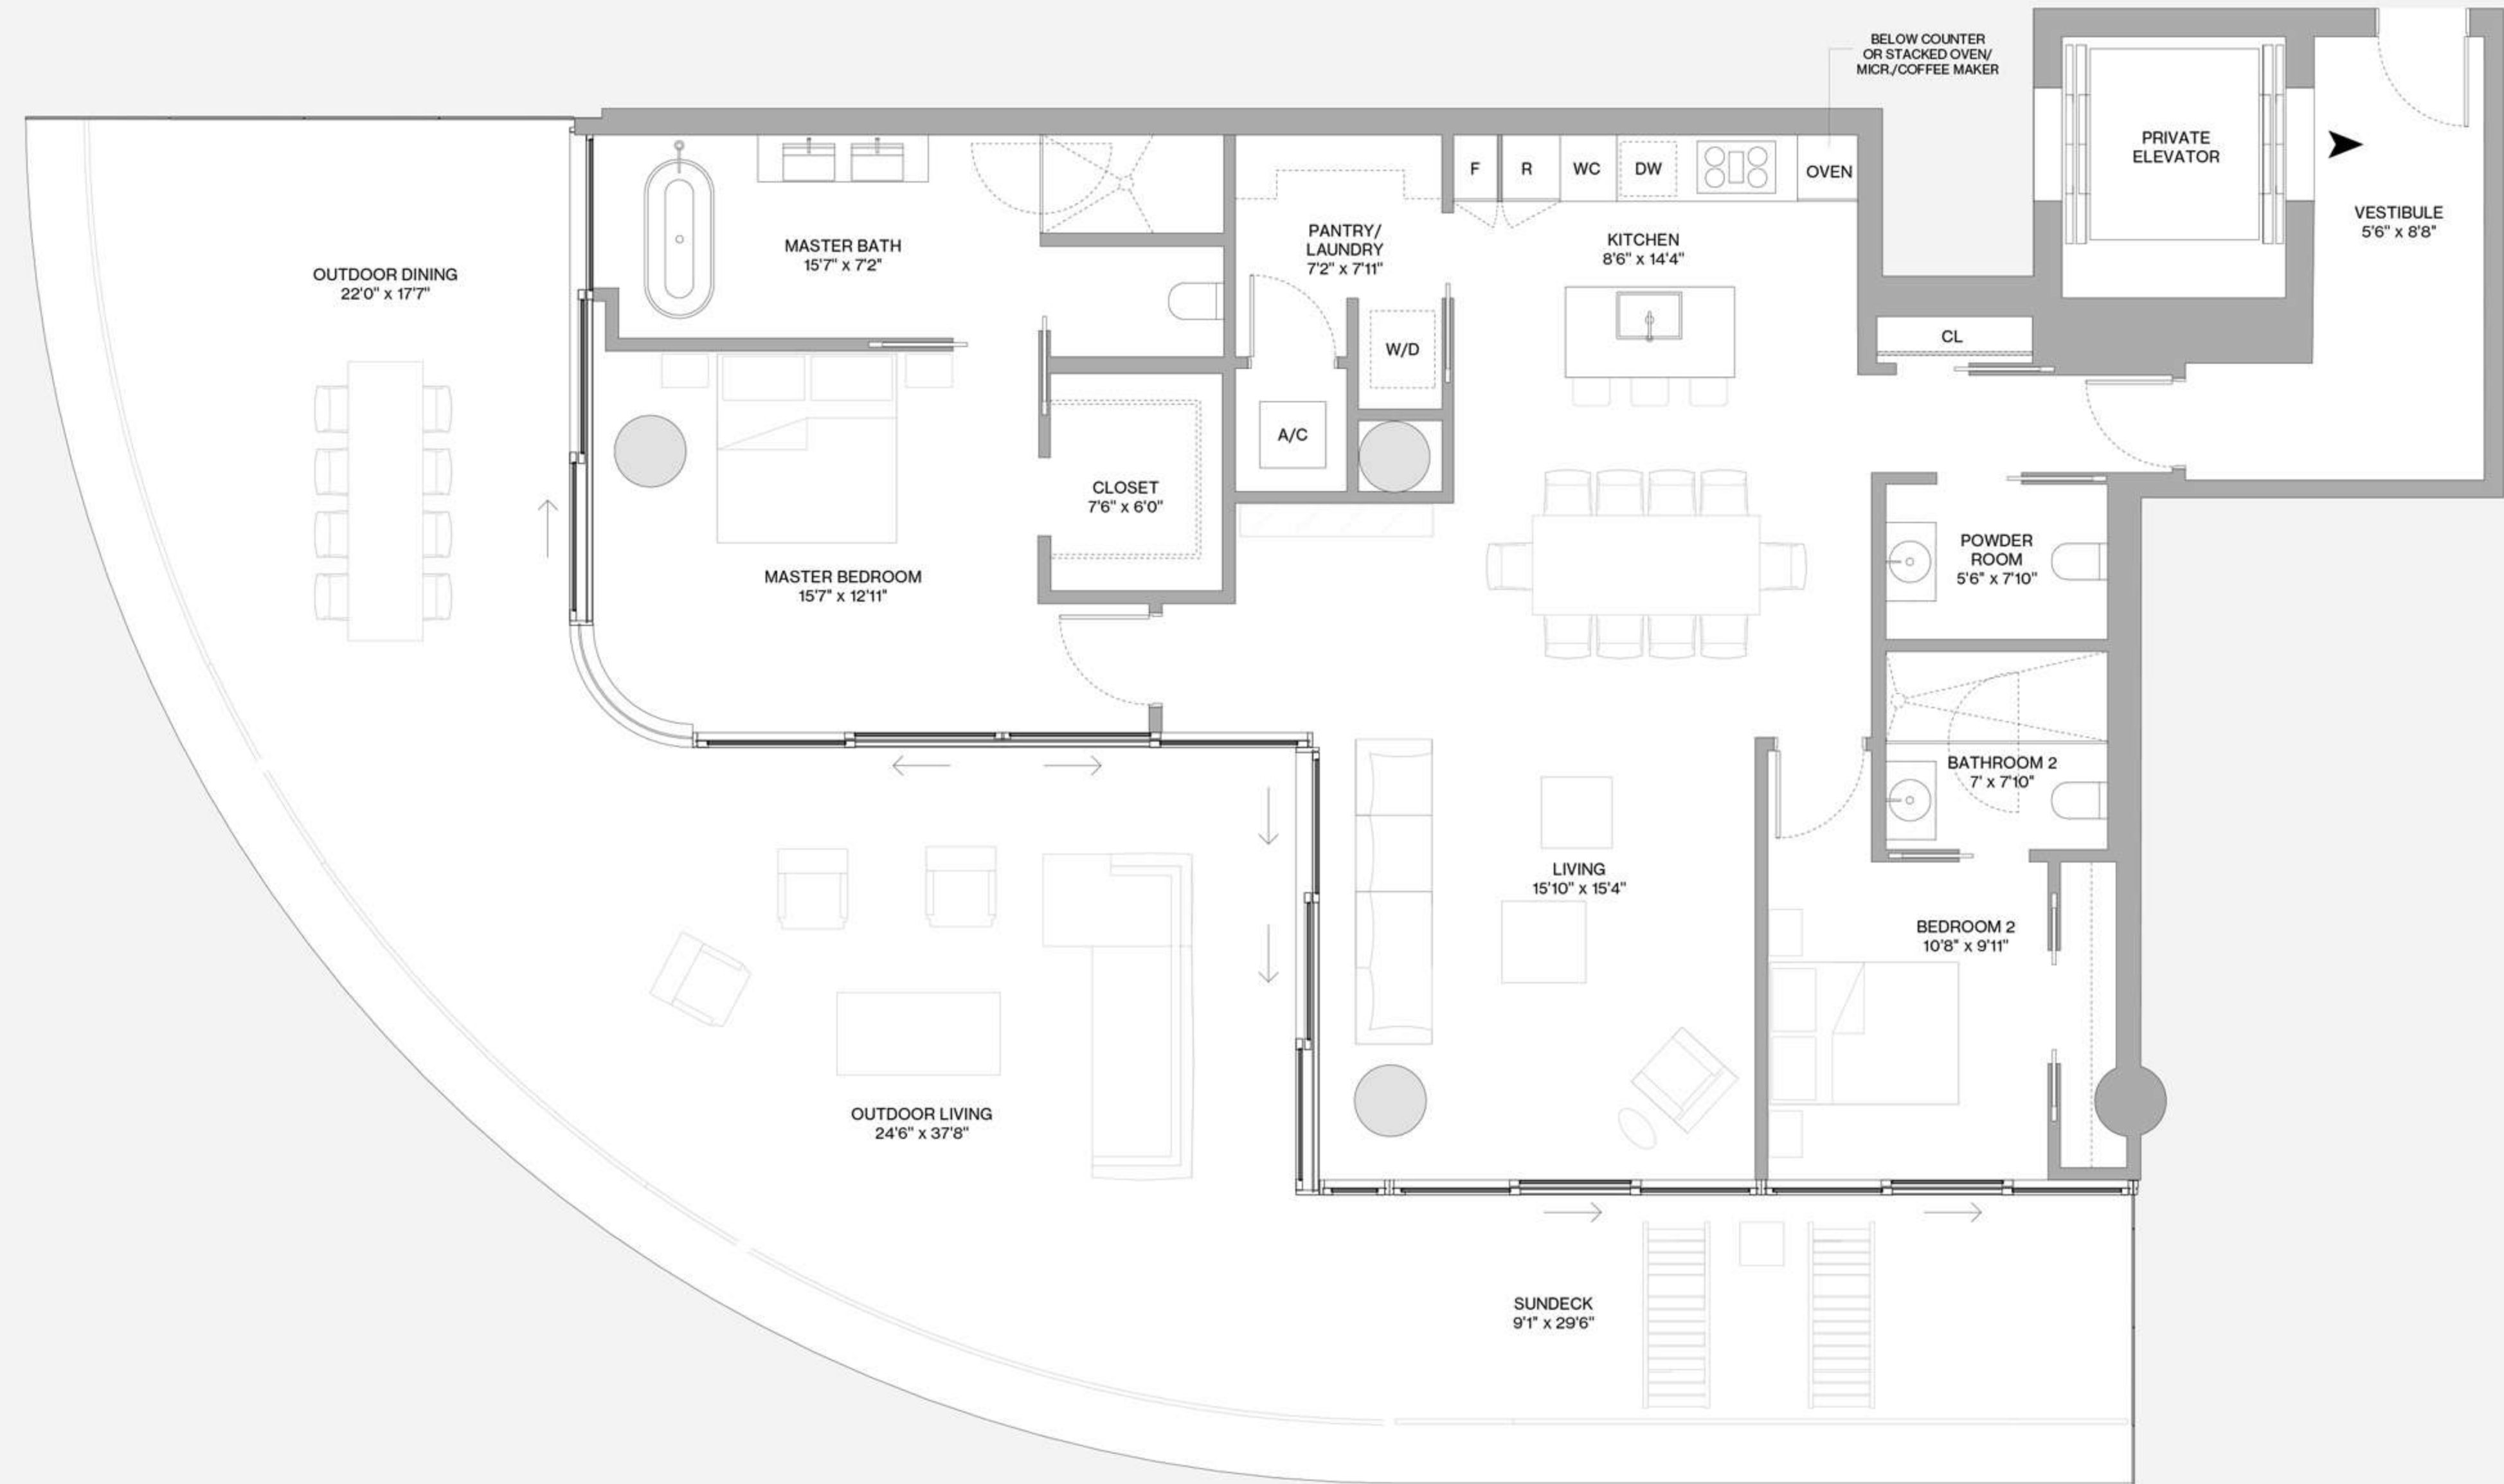 BELOW COUNTER
OR STACKED OVEN/
MICR./COFFEE MAKER
PRIVATE
ELEVATOR
VESTIBULE
5'6" x 8'8"
F
R
WC
DW
OVEN
KITCHEN
8'6" x 14'4"
PANTRY/
LAUNDRY
7'2" x 7'11"
MASTER BATH
15'7" x 7'2"
OUTDOOR DINING
22'0" x 17'7"
CL
W/D
A/C
CLOSET
7'6" x 6'0"
MASTER BEDROOM
15'7" x 12'11"
POWDER
ROOM
5'6" x 7'10"
BATHROOM 2
7' x 7'10"
LIVING
15'10" x 15'4"
BEDROOM 2
10'8" x 9'11"
OUTDOOR LIVING
24'6" x 37'8"
SUNDECK
9'1" x 29'6"